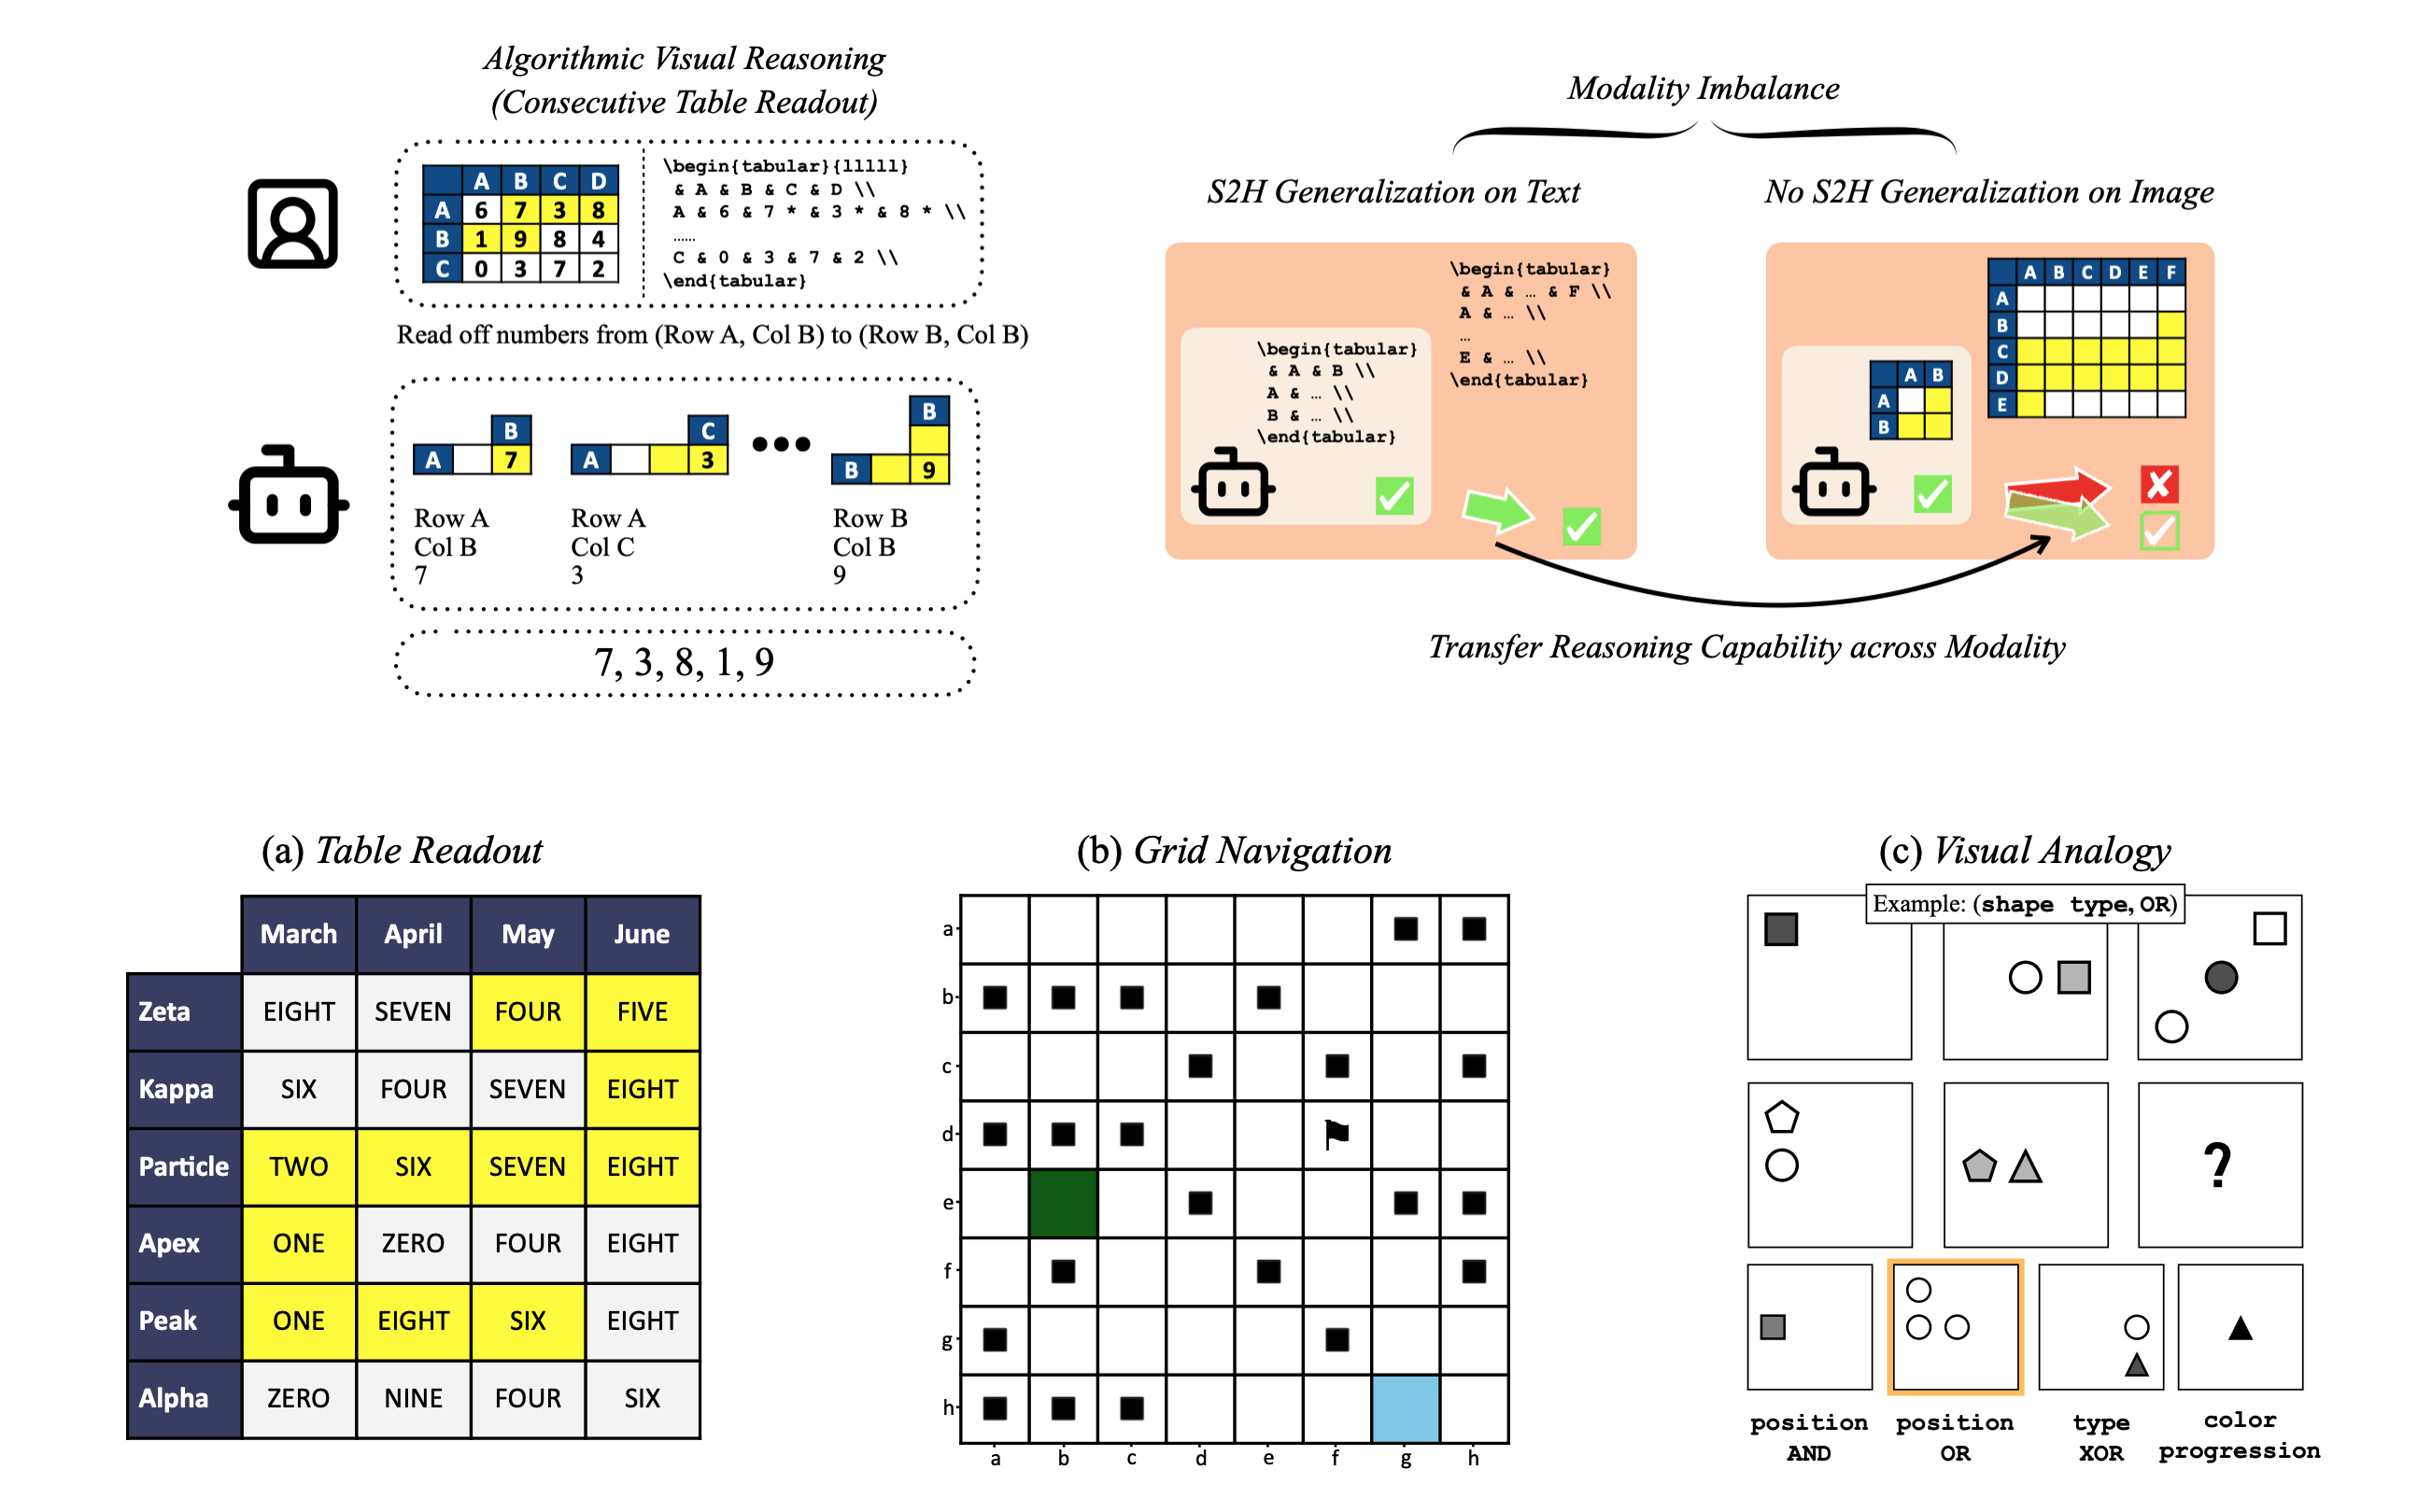 Algorithmic Visual Reasoning
(Consecutive Table Readout)
A B C D
A 6 7 3 8
B 1 9 8 4
C 0 3 7 2
\begin{tabular}{lllll}
& A & B & C & D \\
A & 6 & 7 * & 3 * & 8 * \\
......
C & 0 & 3 & 7 & 2 \\
\end{tabular}
Read off numbers from (Row A, Col B) to (Row B, Col B)
B
A 7
Row A
Col B
7
C
A 3
Row A
Col C
3
B
B 9
Row B
Col B
9
7, 3, 8, 1, 9
Modality Imbalance
S2H Generalization on Text
\begin{tabular}
& A & B \\
A & … \\
B & … \\
\end{tabular}
\begin{tabular}
& A & … & F \\
A & … \\
…
E & … \\
\end{tabular}
No S2H Generalization on Image
A B
A
B
A B C D E F
A
B
C
D
E
Transfer Reasoning Capability across Modality
(a) Table Readout
March April May June
Zeta EIGHT SEVEN FOUR FIVE
Kappa SIX FOUR SEVEN EIGHT
Particle TWO SIX SEVEN EIGHT
Apex ONE ZERO FOUR EIGHT
Peak ONE EIGHT SIX EIGHT
Alpha ZERO NINE FOUR SIX
(b) Grid Navigation
a
b
c
d
e
f
g
h
a b c d e f g h
(c) Visual Analogy
Example: (shape type, OR)
?
position
AND
position
OR
type
XOR
color
progression